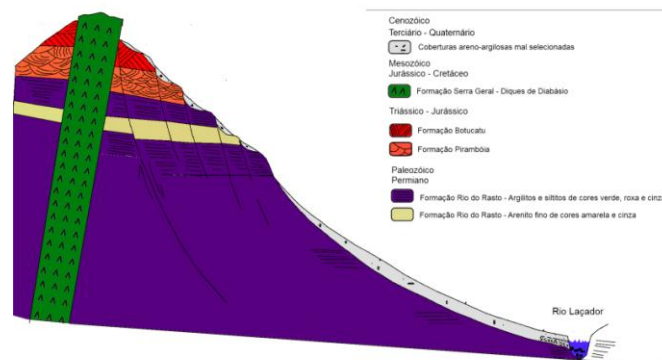 Cenozóico
Terciário - Quaternário
Coberturas areno-argilosas mal selecionadas
Mesozóico
Jurássico - Cretáceo
Formação Serra Geral - Diques de Diabásio
Triássico - Jurássico
Formação Botucatu
Formação Pirambóia
Paleozóico
Permiano
Formação Rio do Rasto - Argilitos e siltitos de cores verde, roxa e cinza
Formação Rio do Rasto - Arenito fino de cores amarela e cinza
Rio Laçador